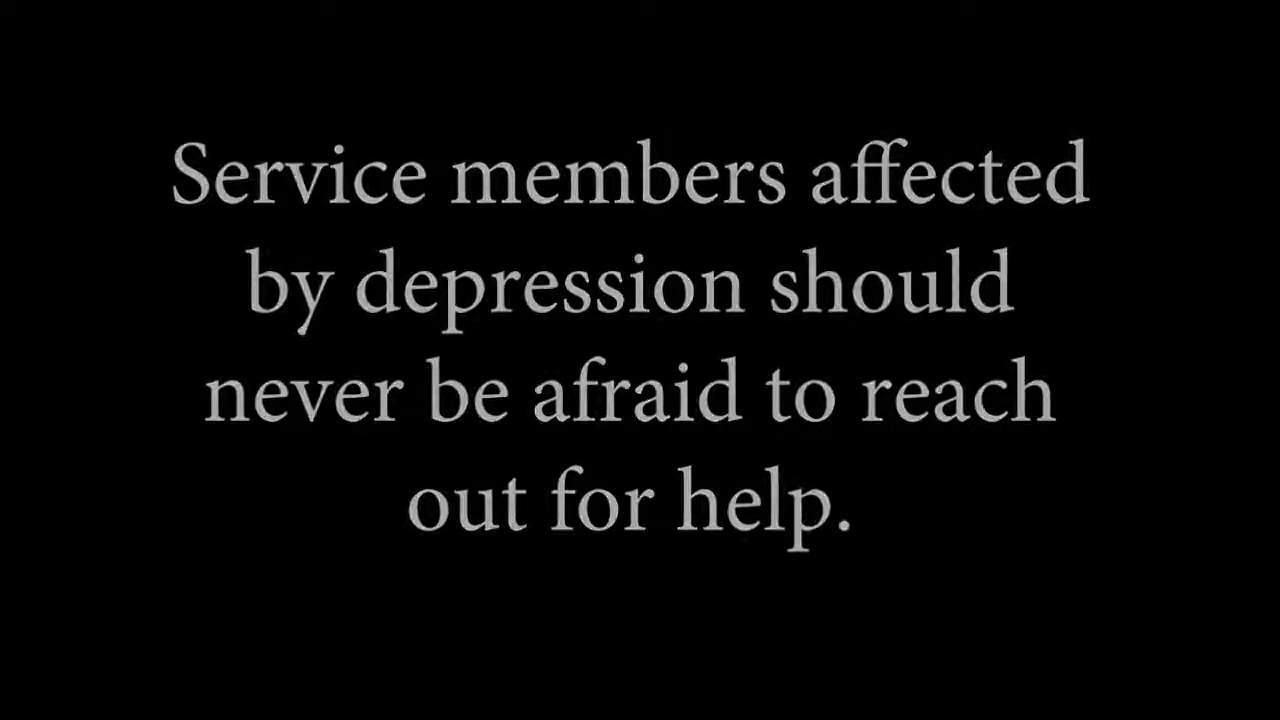 Service members affected
by depression should
never be afraid to reach
out for help.